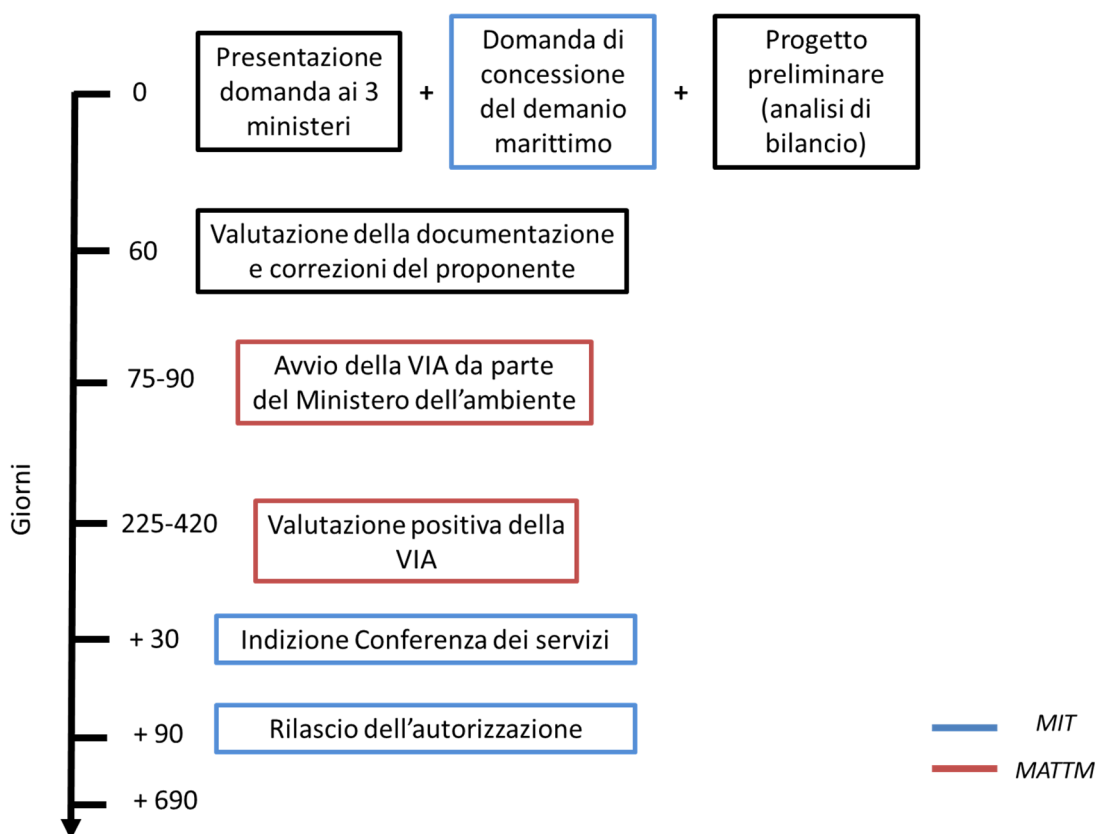 0
Presentazione
domanda ai 3
ministeri
+
Domanda di
concessione
del demanio
marittimo
+
Progetto
preliminare
(analisi di
bilancio)
60
Valutazione della documentazione
e correzioni del proponente
75-90
Avvio della VIA da parte
del Ministero dell’ambiente
Giorni
225-420
Valutazione positiva della
VIA
+ 30
Indizione Conferenza dei servizi
+ 90
Rilascio dell’autorizzazione
+ 690
MIT
MATTM